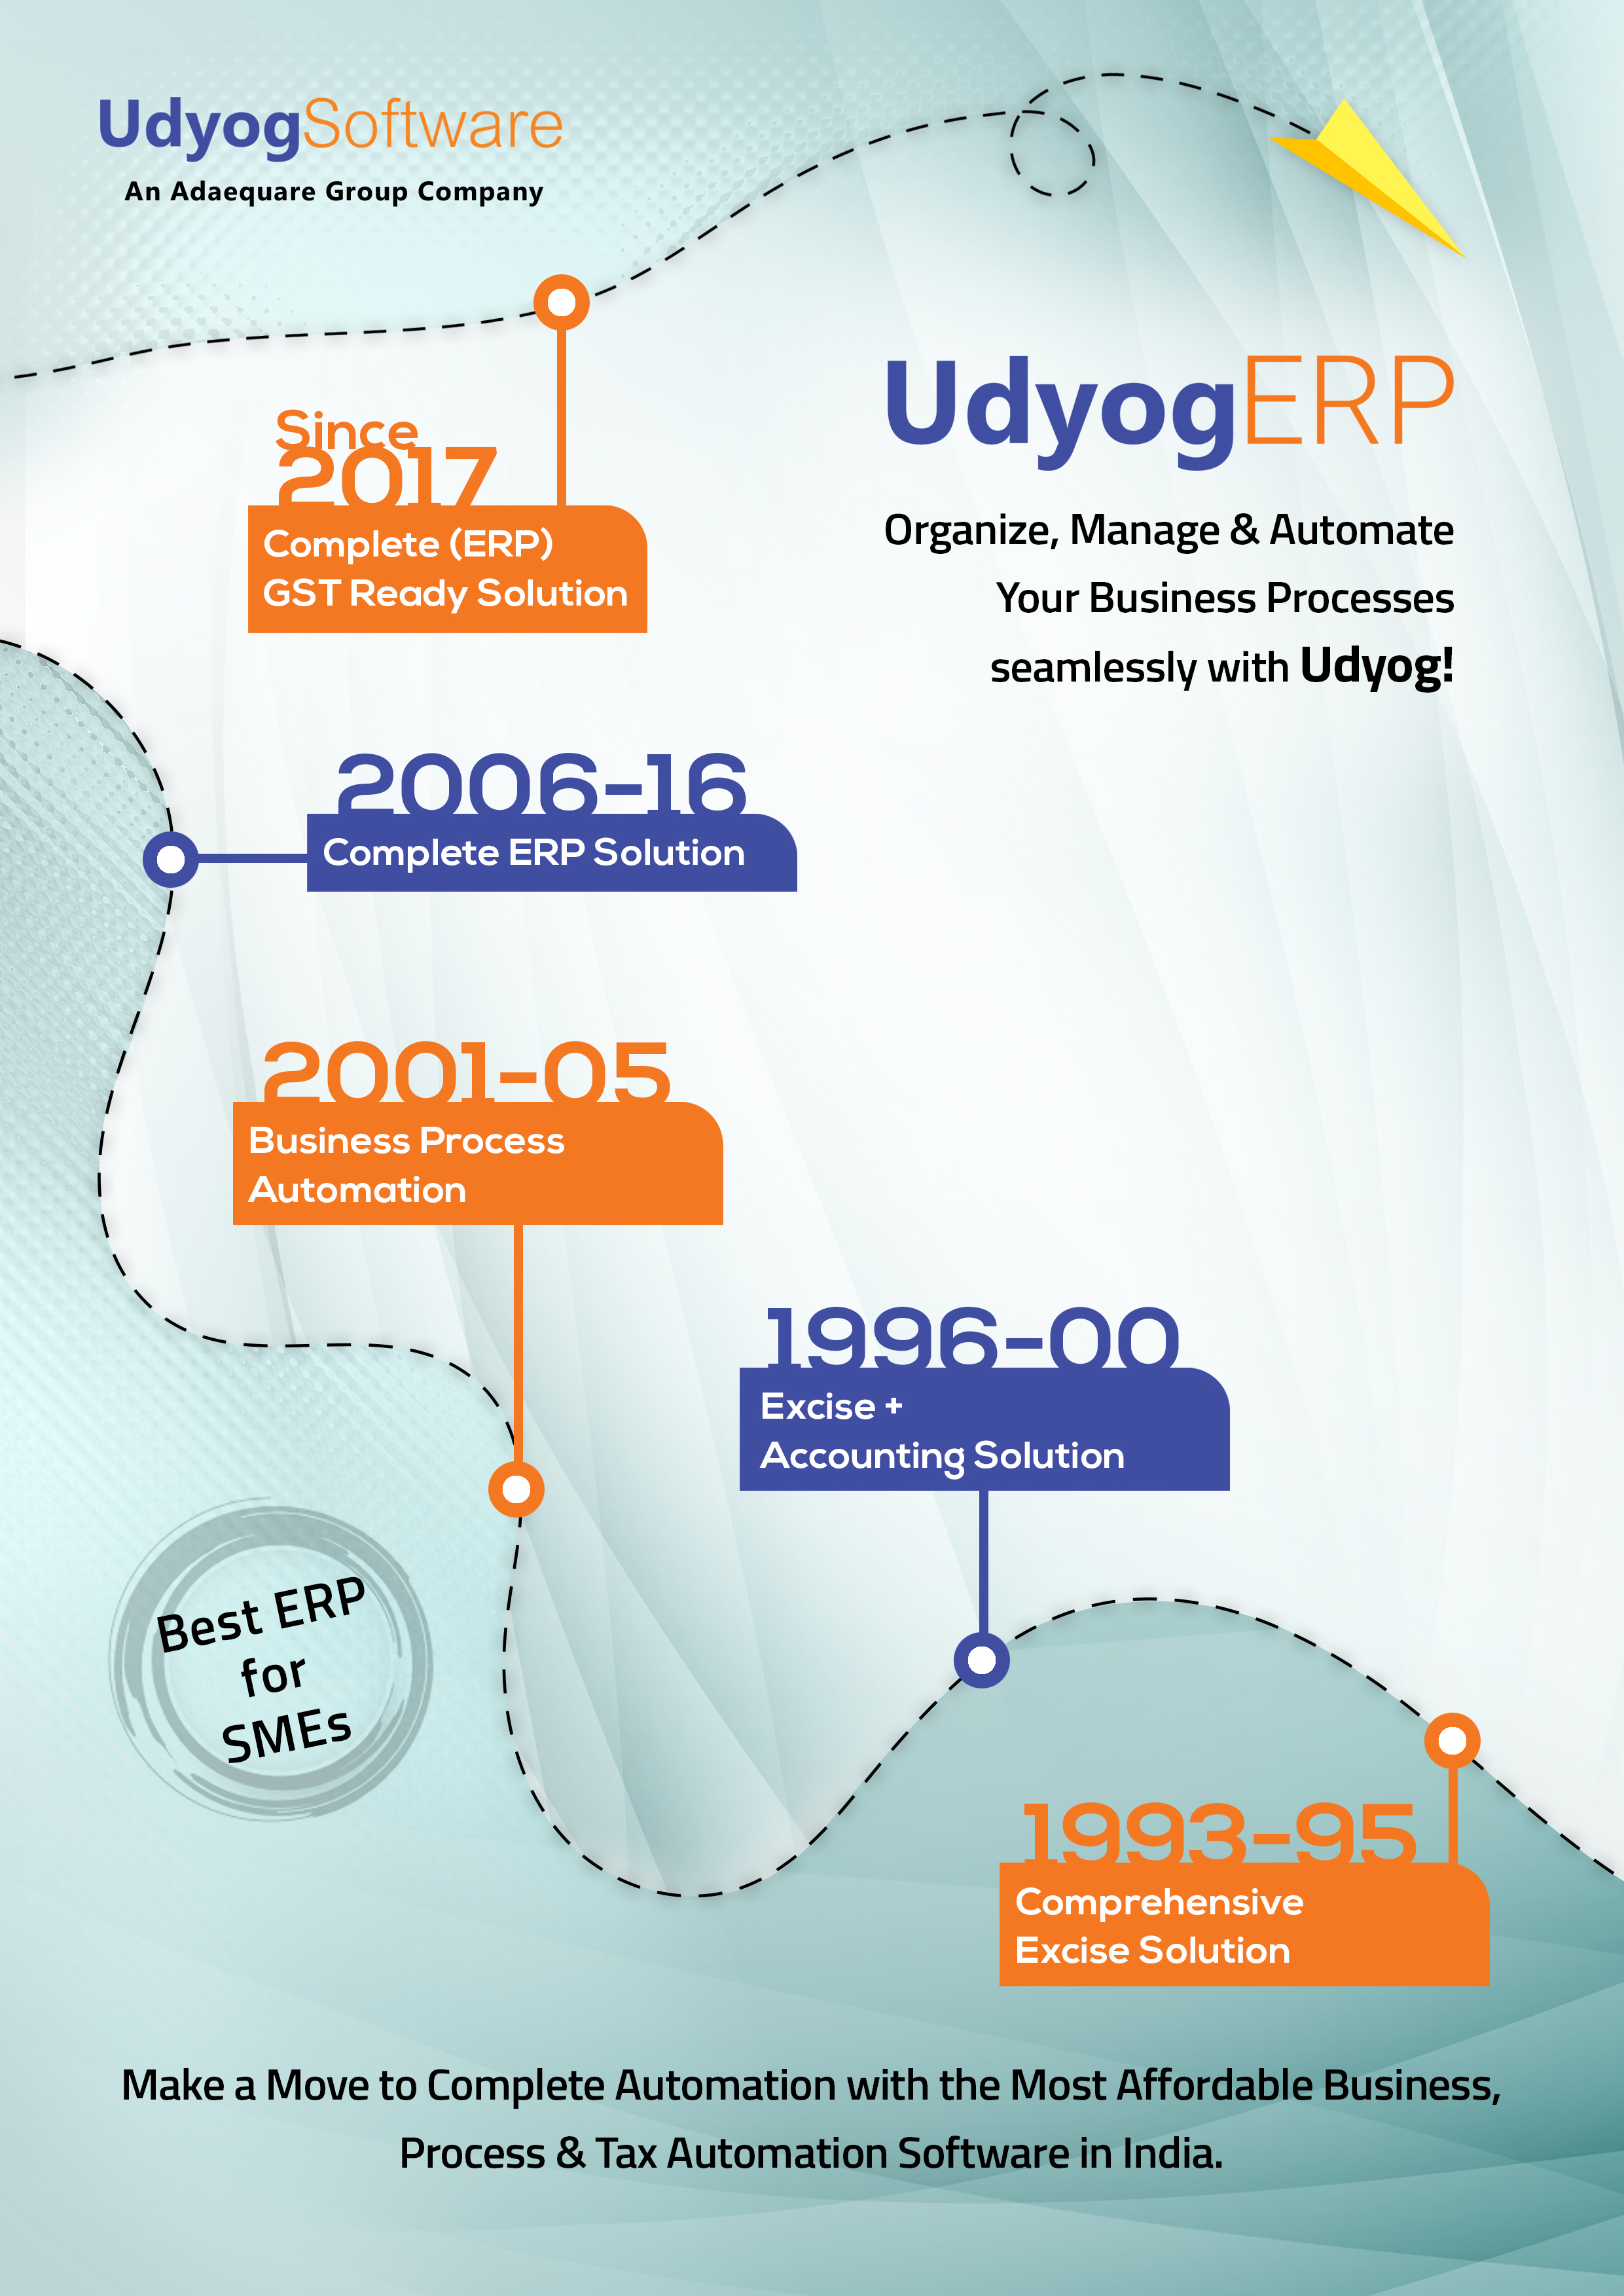 UdyogSoftware
An Adaequare Group Company
UdyogERP
Organize, Manage & Automate
Your Business Processes
seamlessly with Udyog!
Since
2017
Complete (ERP)
GST Ready Solution
2006-16
Complete ERP Solution
2001-05
Business Process
Automation
1996-00
Excise +
Accounting Solution
Best ERP
for
SMEs
1993-95
Comprehensive
Excise Solution
Make a Move to Complete Automation with the Most Affordable Business,
Process & Tax Automation Software in India.